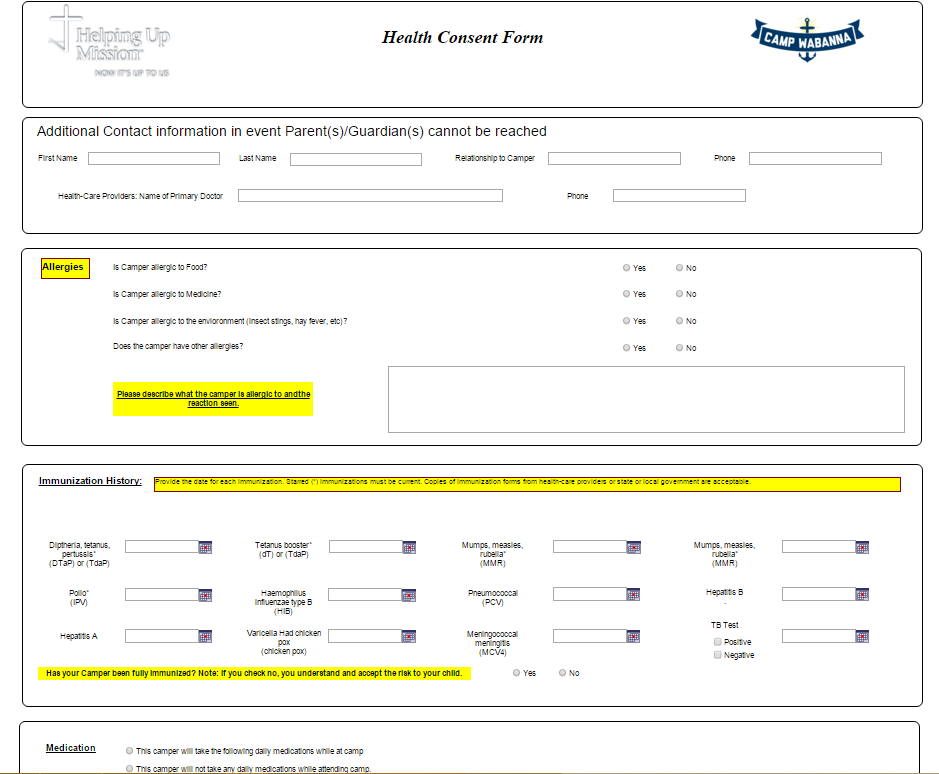 Helping Up
Mission
NOW IT'S UP TO US
Health Consent Form
CAMP WABANNA
Additional Contact information in event Parent(s)/Guardian(s) cannot be reached
First Name
Last Name
Relationship to Camper
Phone
Health-Care Providers: Name of Primary Doctor
Phone
Allergies
Is Camper allergic to Food?
Yes
No
Is Camper allergic to Medicine?
Yes
No
Is Camper allergic to the enviornment (insect stings, hay fever, etc)?
Yes
No
Does the camper have other allergies?
Yes
No
Please describe what the camper is allergic to andthe
reaction seen.
Immunization History:
Provide the date for each immunization. Starred (*) immunizations must be current. Copies of immunization forms from health-care providers or state or local government are acceptable.
Diptheria, tetanus,
pertussis*
(DTaP) or (TdaP)
Tetanus booster*
(dT) or (TdaP)
Mumps, measles,
rubella*
(MMR)
Mumps, measles,
rubella*
(MMR)
Polio*
(IPV)
Haemophilus
influenzae type B
(HIB)
Pneumococcal
(PCV)
Hepatitis B
.
Hepatitis A
Varicella Had chicken
pox
(chicken pox)
Meningococcal
meningitis
(MCV4)
TB Test
Positive
Negative
Has your Camper been fully immunized? Note: If you check no, you understand and accept the risk to your child.
Yes
No
Medication
This camper will take the following daily medications while at camp
This camper will not take any daily medications while attending camp.